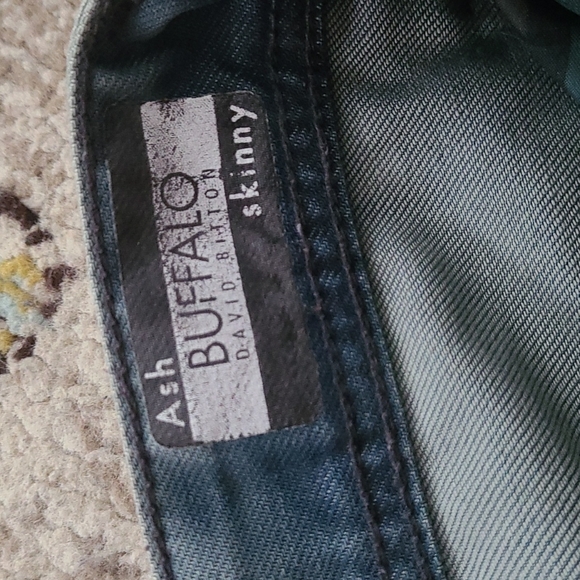 Ash
BUFFALO
DAVID BITTON
skinny